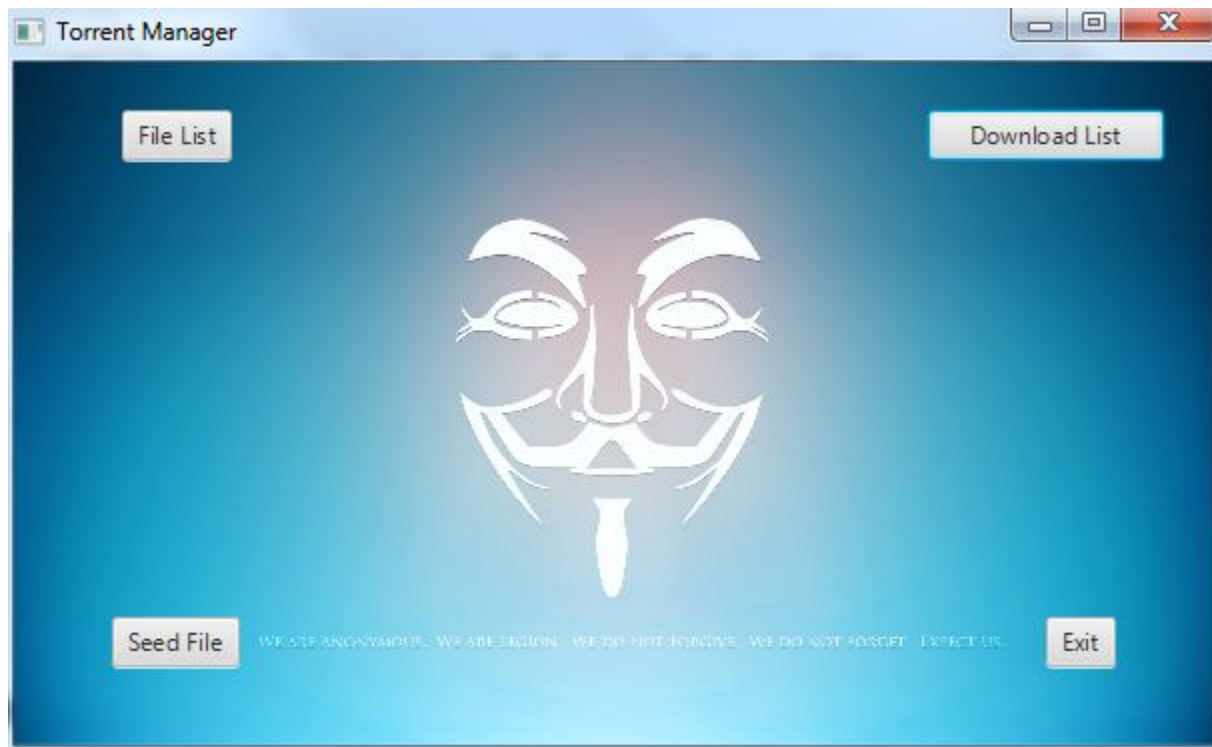 Torrent Manager
File List
Download List
Seed File
We are Anonymous. We are Legion. We do not forgive. We do not forget. Expect us.
Exit